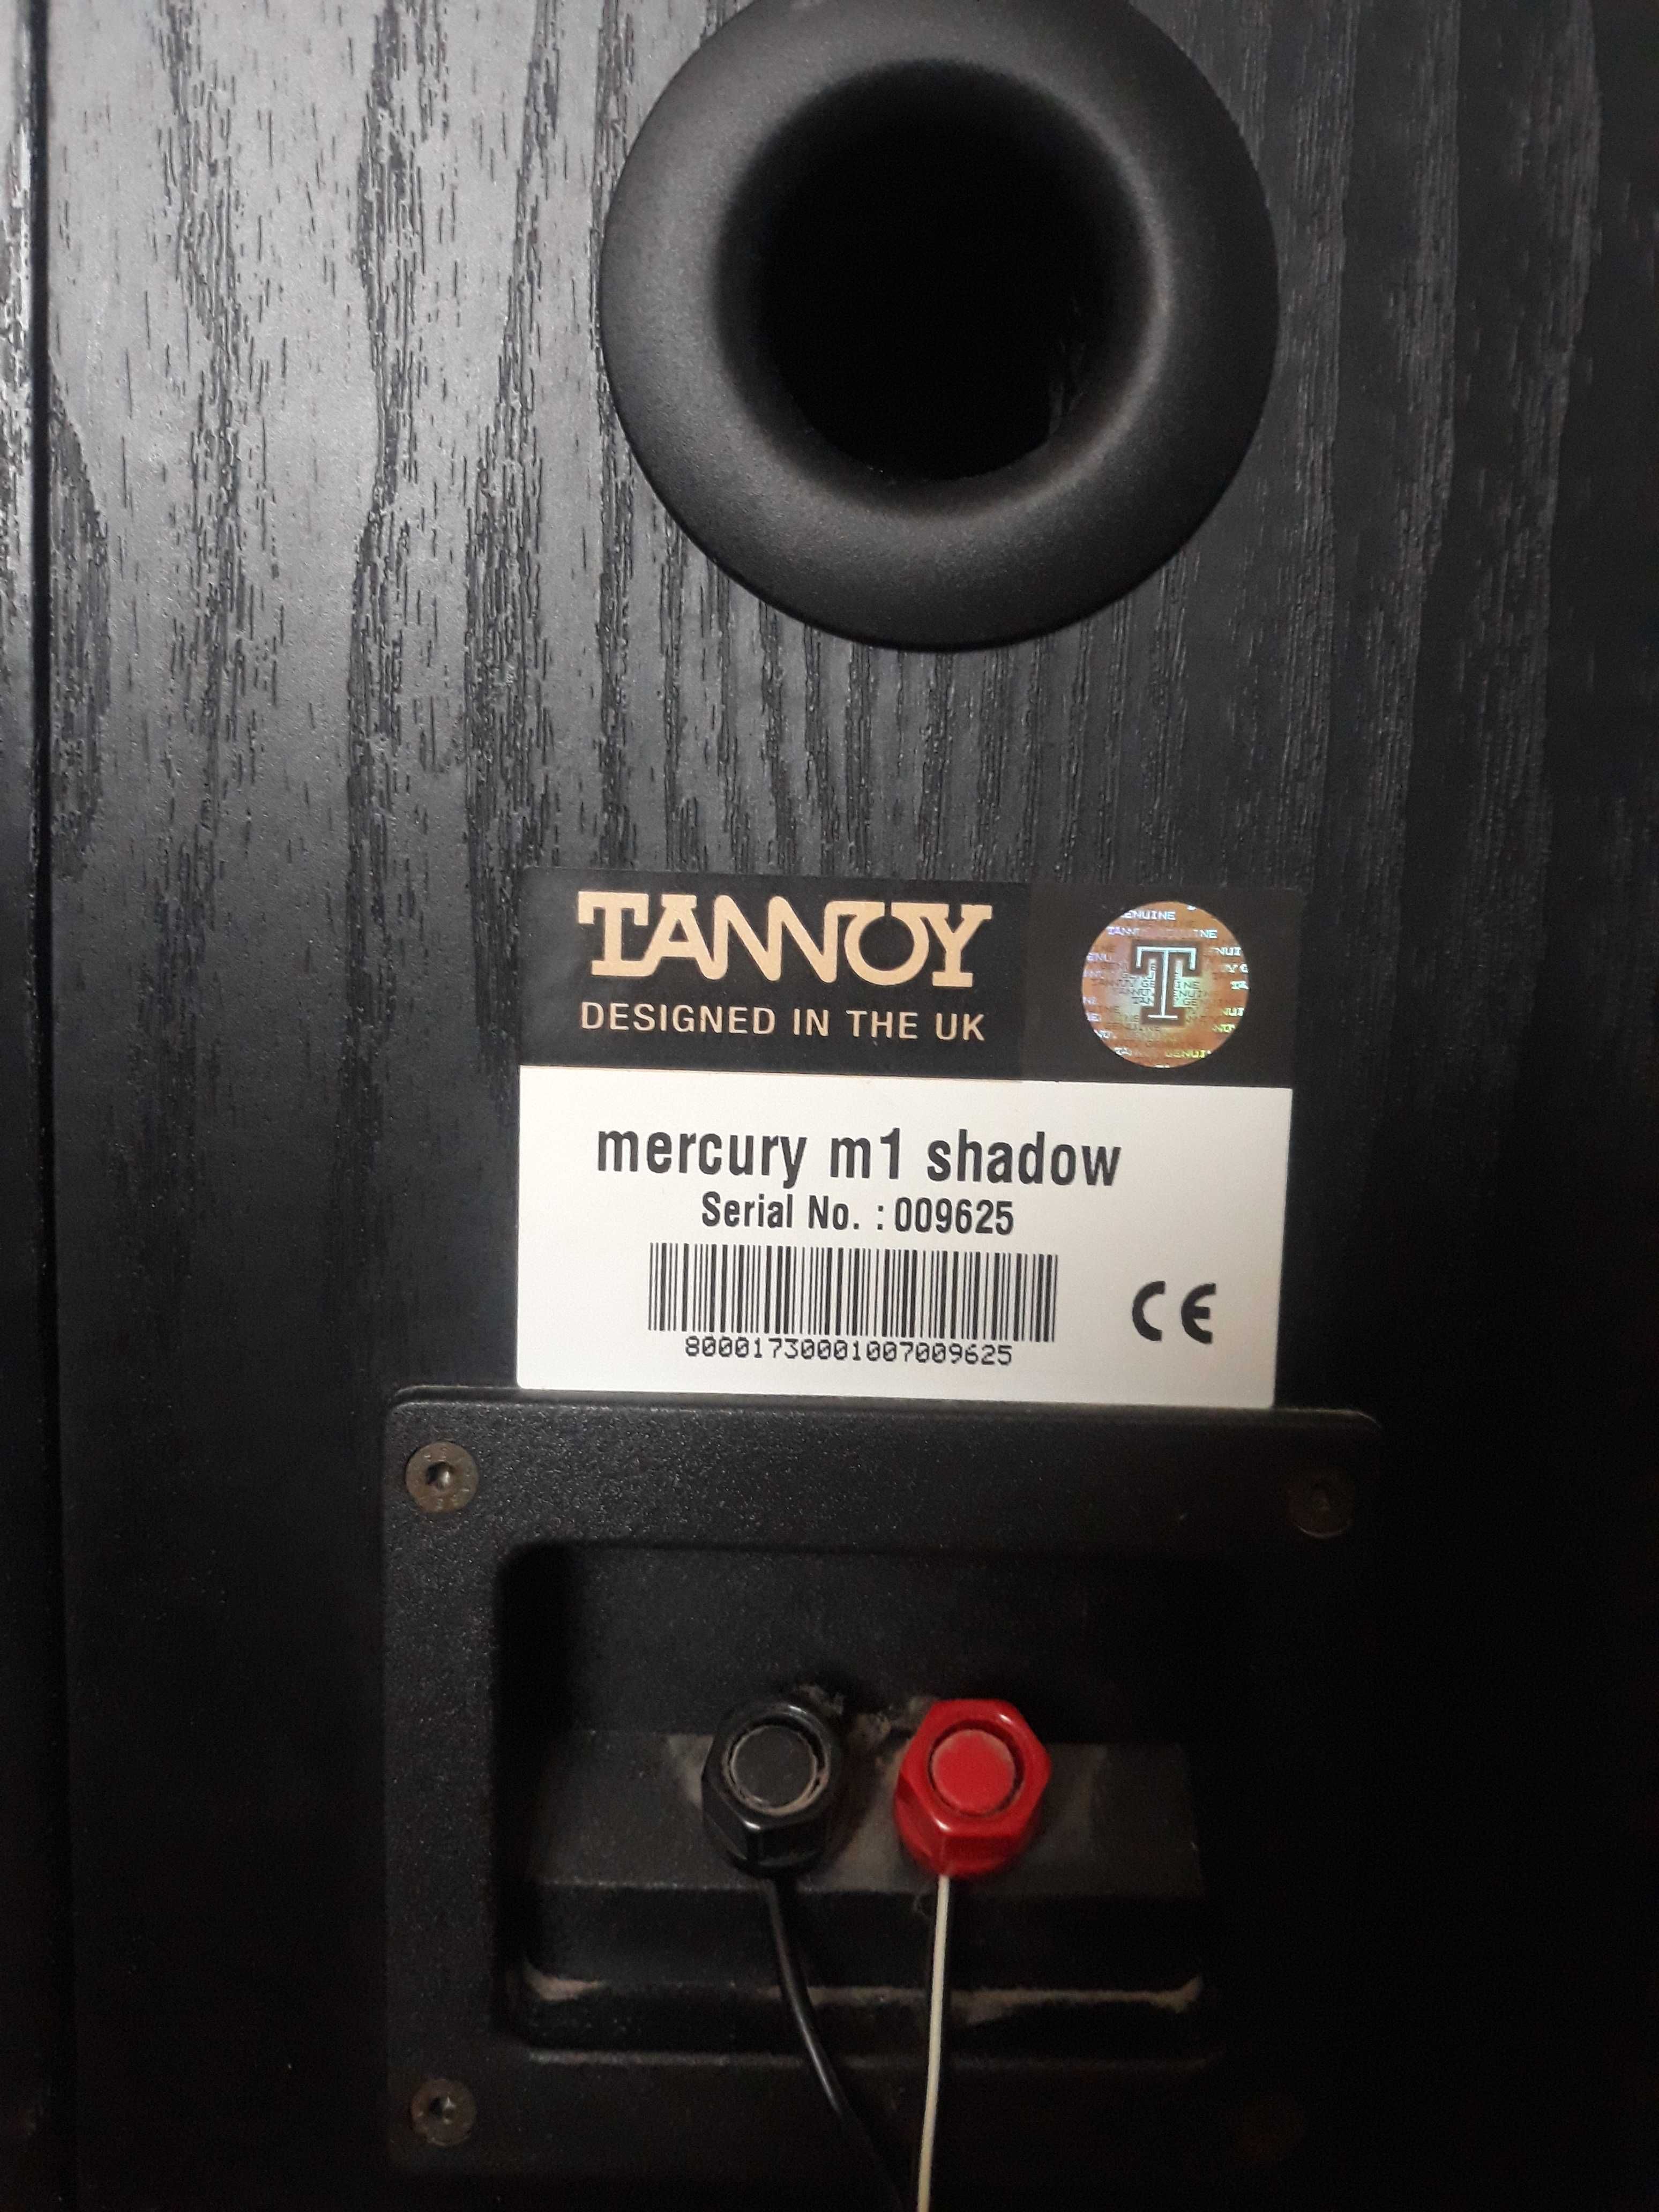 TANNOY
DESIGNED IN THE UK
T
mercury m1 shadow
Serial No. : 009625
80001730001007009625
CE